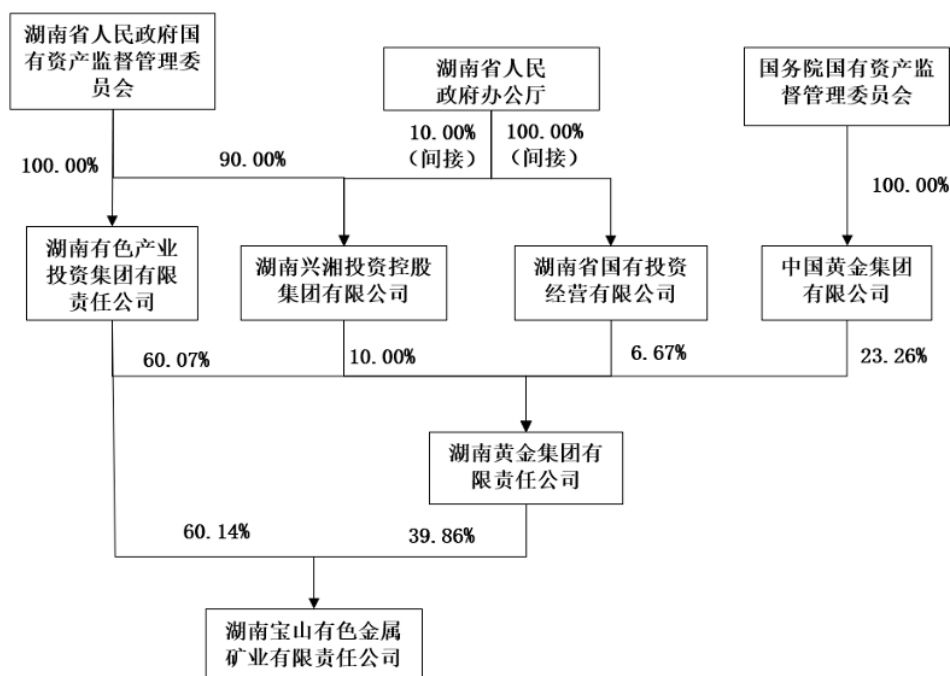 湖南省人民政府国
有资产监督管理委
员会
湖南省人民
政府办公厅
国务院国有资产监
督管理委员会
100.00%
90.00%
10.00%
（间接）
100.00%
（间接）
100.00%
湖南有色产业
投资集团有限
责任公司
湖南兴湘投资控股
集团有限公司
湖南省国有投资
经营有限公司
中国黄金集团
有限公司
60.07%
10.00%
6.67%
23.26%
湖南黄金集团有
限责任公司
60.14%
39.86%
湖南宝山有色金属
矿业有限责任公司